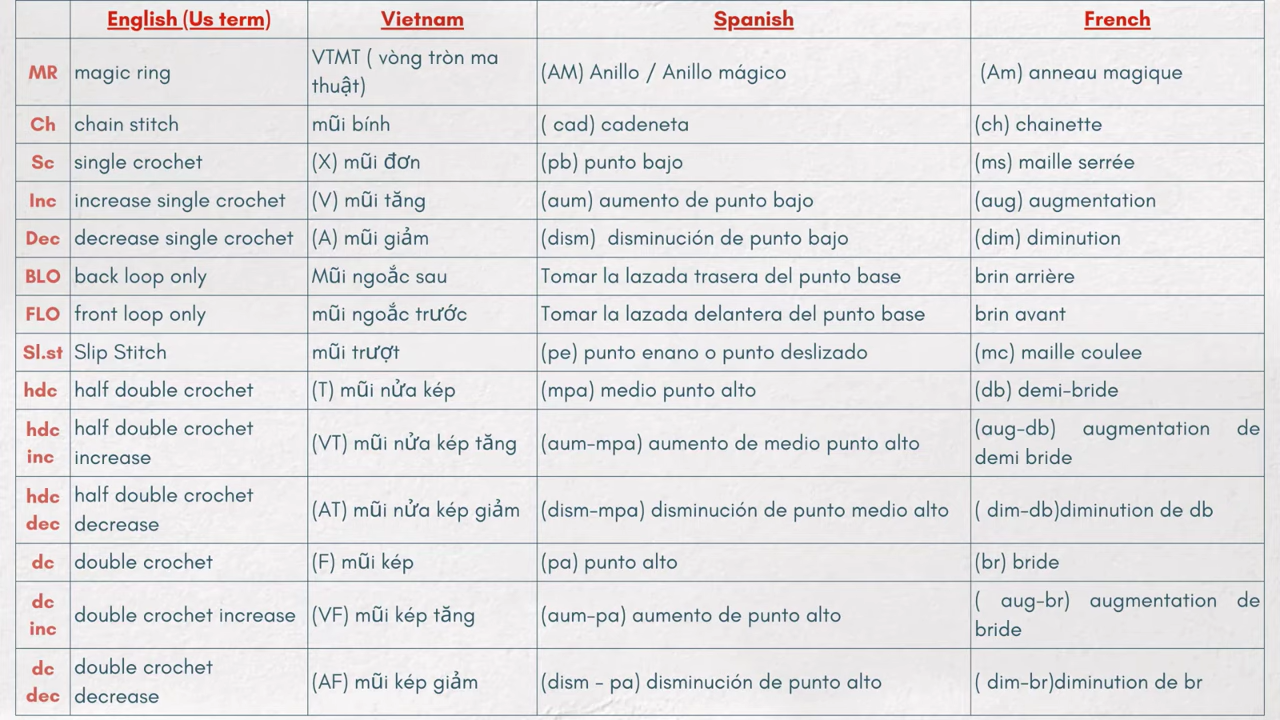 English (Us term) Vietnam Spanish French
MR magic ring VTMT ( vòng tròn ma thuật) (AM) Anillo / Anillo mágico (Am) anneau magique
Ch chain stitch mũi bính ( cad) cadeneta (ch) chainette
Sc single crochet (X) mũi đơn (pb) punto bajo (ms) maille serrée
Inc increase single crochet (V) mũi tăng (aum) aumento de punto bajo (aug) augmentation
Dec decrease single crochet (A) mũi giảm (dism) disminución de punto bajo (dim) diminution
BLO back loop only Mũi ngoắc sau Tomar la lazada trasera del punto base brin arrière
FLO front loop only mũi ngoắc trước Tomar la lazada delantera del punto base brin avant
Sl.st Slip Stitch mũi trượt (pe) punto enano o punto deslizado (mc) maille coulee
hdc half double crochet (T) mũi nửa kép (mpa) medio punto alto (db) demi-bride
hdc inc half double crochet increase (VT) mũi nửa kép tăng (aum-mpa) aumento de medio punto alto (aug-db) augmentation de demi bride
hdc dec half double crochet decrease (AT) mũi nửa kép giảm (dism-mpa) disminución de punto medio alto ( dim-db)diminution de db
dc double crochet (F) mũi kép (pa) punto alto (br) bride
dc inc double crochet increase (VF) mũi kép tăng (aum-pa) aumento de punto alto ( aug-br) augmentation de bride
dc dec double crochet decrease (AF) mũi kép giảm (dism - pa) disminución de punto alto ( dim-br)diminution de br